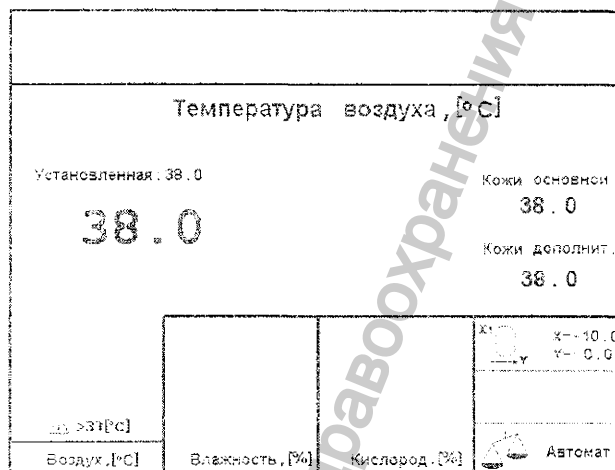 Температура воздуха,[°C]
Установленная:38.0
38.0
Кожи основной
38.0
Кожи дополнит.
38.0
X
Y
X=-10.0
Y= 0.0
>37[°C]
Воздух,[°C]
Влажность,[%]
Кислород,[%]
Автомат
дравоохранения